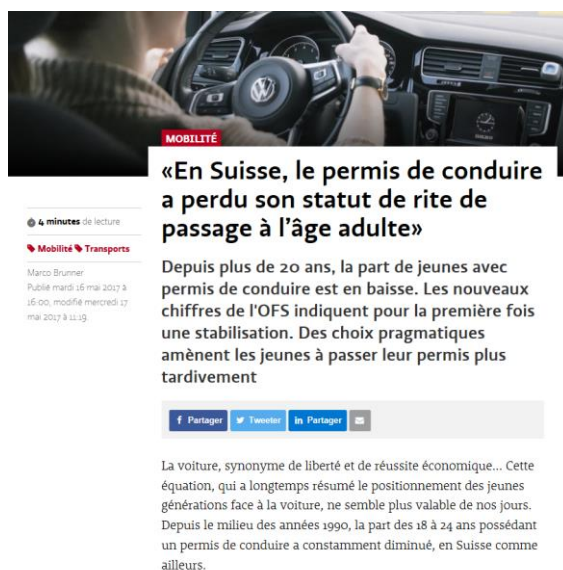 MOBILITÉ
«En Suisse, le permis de conduire
a perdu son statut de rite de
passage à l'âge adulte»
4 minutes de lecture
Mobilité Transports
Marco Brunner
Publié mardi 16 mai 2017 à
16:00, modifié mercredi 17
mai 2017 à 11:19.
Depuis plus de 20 ans, la part de jeunes avec
permis de conduire est en baisse. Les nouveaux
chiffres de l'OFS indiquent pour la première fois
une stabilisation. Des choix pragmatiques
amènent les jeunes à passer leur permis plus
tardivement
Partager Tweeter Partager
La voiture, synonyme de liberté et de réussite économique... Cette
équation, qui a longtemps résumé le positionnement des jeunes
générations face à la voiture, ne semble plus valable de nos jours.
Depuis le milieu des années 1990, la part des 18 à 24 ans possédant
un permis de conduire a constamment diminué, en Suisse comme
ailleurs.